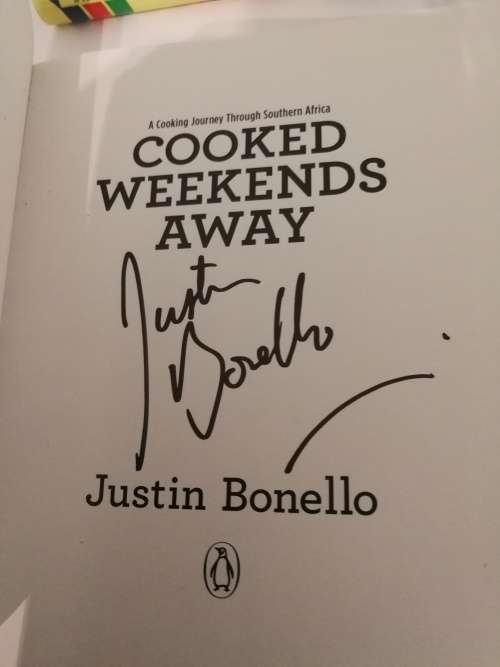 A Cooking Journey Through Southern Africa
COOKED
WEEKENDS
AWAY
Justin
Bonello
Justin Bonello